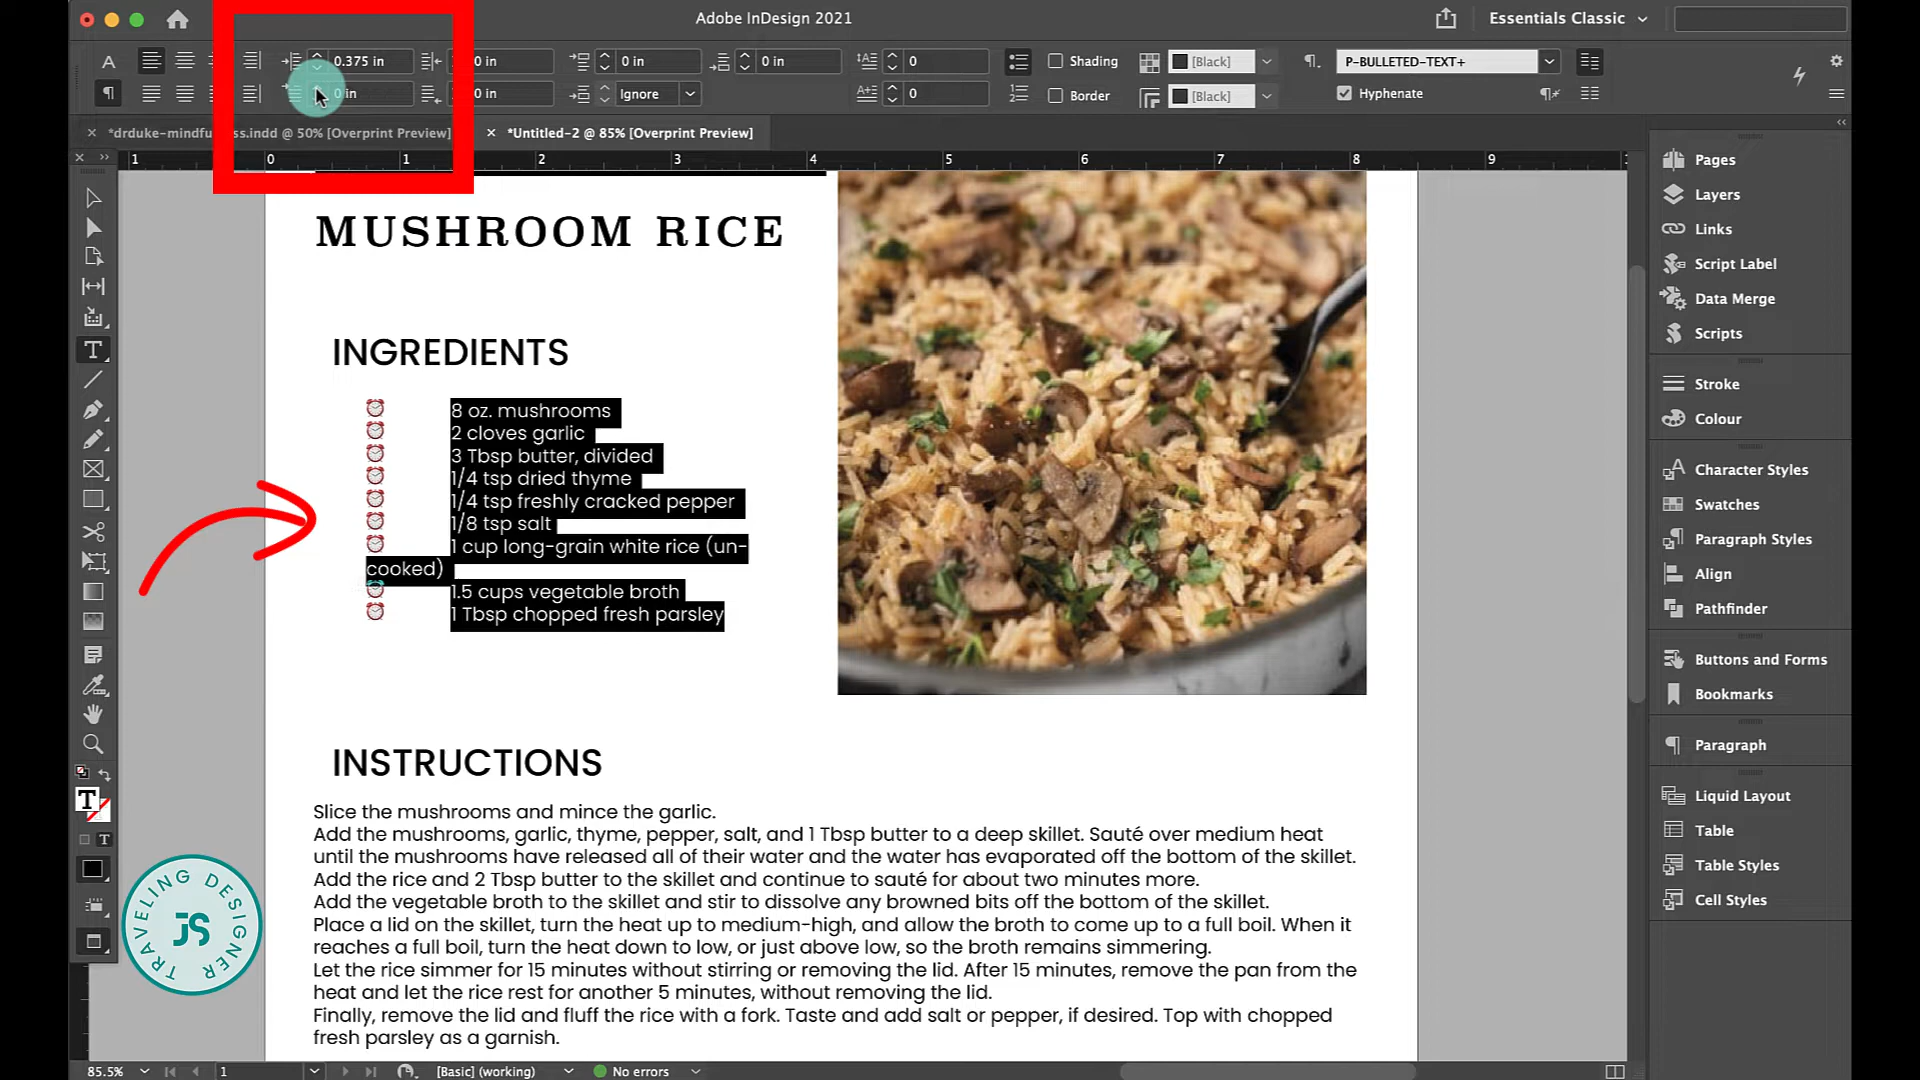 Adobe InDesign 2021
Essentials Classic
A
0.375 in
0 in
0 in
0 in
0
Shading
[Black]
P-BULLETED-TEXT+
0 in
0 in
Ignore
0
Border
[Black]
Hyphenate
*drduke-mindfu ss.indd @ 50% [Overprint Preview]
*Untitled-2 @ 85% [Overprint Preview]
1 0 1 2 3 4 5 6 7 8 9
MUSHROOM RICE
INGREDIENTS
8 oz. mushrooms
2 cloves garlic
3 Tbsp butter, divided
1/4 tsp dried thyme
1/4 tsp freshly cracked pepper
1/8 tsp salt
1 cup long-grain white rice (un-
cooked)
1.5 cups vegetable broth
1 Tbsp chopped fresh parsley
INSTRUCTIONS
Slice the mushrooms and mince the garlic.
Add the mushrooms, garlic, thyme, pepper, salt, and 1 Tbsp butter to a deep skillet. Sauté over medium heat
until the mushrooms have released all of their water and the water has evaporated off the bottom of the skillet.
Add the rice and 2 Tbsp butter to the skillet and continue to sauté for about two minutes more.
Add the vegetable broth to the skillet and stir to dissolve any browned bits off the bottom of the skillet.
Place a lid on the skillet, turn the heat up to medium-high, and allow the broth to come up to a full boil. When it
reaches a full boil, turn the heat down to low, or just above low, so the broth remains simmering.
Let the rice simmer for 15 minutes without stirring or removing the lid. After 15 minutes, remove the pan from the
heat and let the rice rest for another 5 minutes, without removing the lid.
Finally, remove the lid and fluff the rice with a fork. Taste and add salt or pepper, if desired. Top with chopped
fresh parsley as a garnish.
Pages
Layers
Links
Script Label
Data Merge
Scripts
Stroke
Colour
Character Styles
Swatches
Paragraph Styles
Align
Pathfinder
Buttons and Forms
Bookmarks
Paragraph
Liquid Layout
Table
Table Styles
Cell Styles
TRAVELING DESIGNER
JS
85.5%
1
[Basic] (working)
No errors